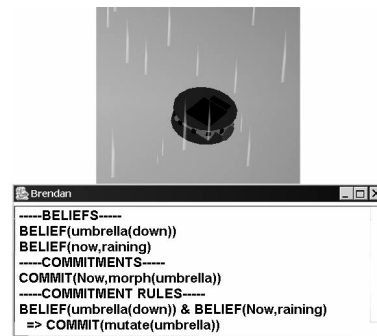 Brendan
-----BELIEFS-----
BELIEF(umbrella(down))
BELIEF(now,raining)
-----COMMITMENTS-----
COMMIT(Now,morph(umbrella))
-----COMMITMENT RULES-----
BELIEF(umbrella(down)) & BELIEF(Now,raining)
=> COMMIT(mutate(umbrella))